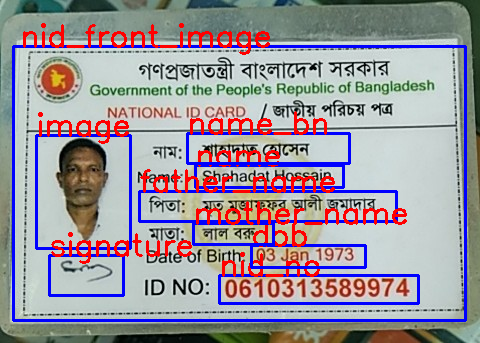 nid_front_image
গণপ্রজাতন্ত্রী বাংলাদেশ সরকার
Government of the People's Republic of Bangladesh
NATIONAL ID CARD / জাতীয় পরিচয় পত্র
image
name_bn
নাম: শাহাদাত হোসেন
name
Name: Shahadat Hossain
father_name
পিতা: মৃত মুজাফফর আলী জমাদার
mother_name
মাতা: লাল বরু
signature
dob
Date of Birth: 03 Jan 1973
nid_no
ID NO: 0610313589974